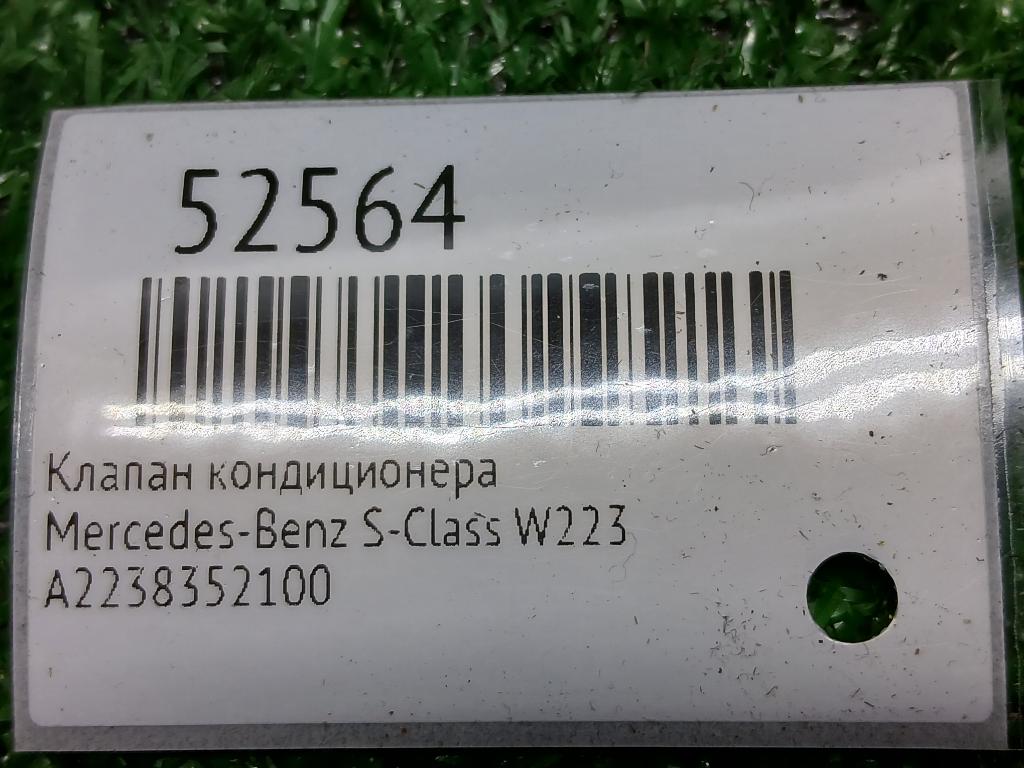 52564
Клапан кондиционера
Mercedes-Benz S-Class W223
A2238352100